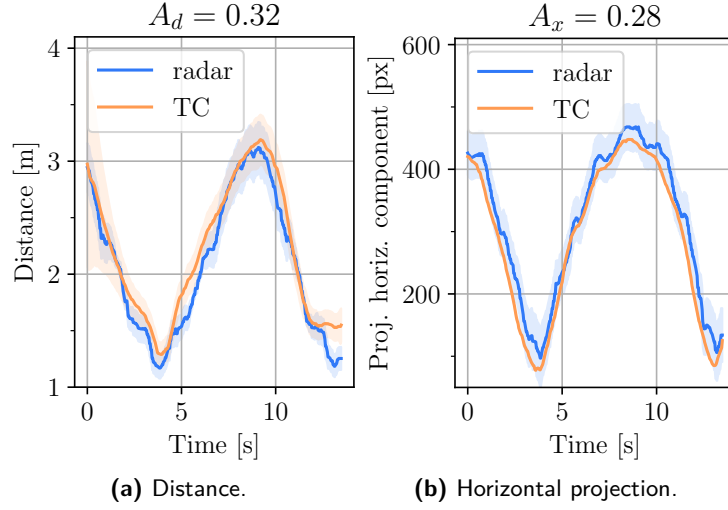 A_d = 0.32
4
3
2
1
Distance [m]
radar
TC
0
5
10
Time [s]
(a) Distance.
A_x = 0.28
600
400
200
Proj. horiz. component [px]
radar
TC
0
5
10
Time [s]
(b) Horizontal projection.